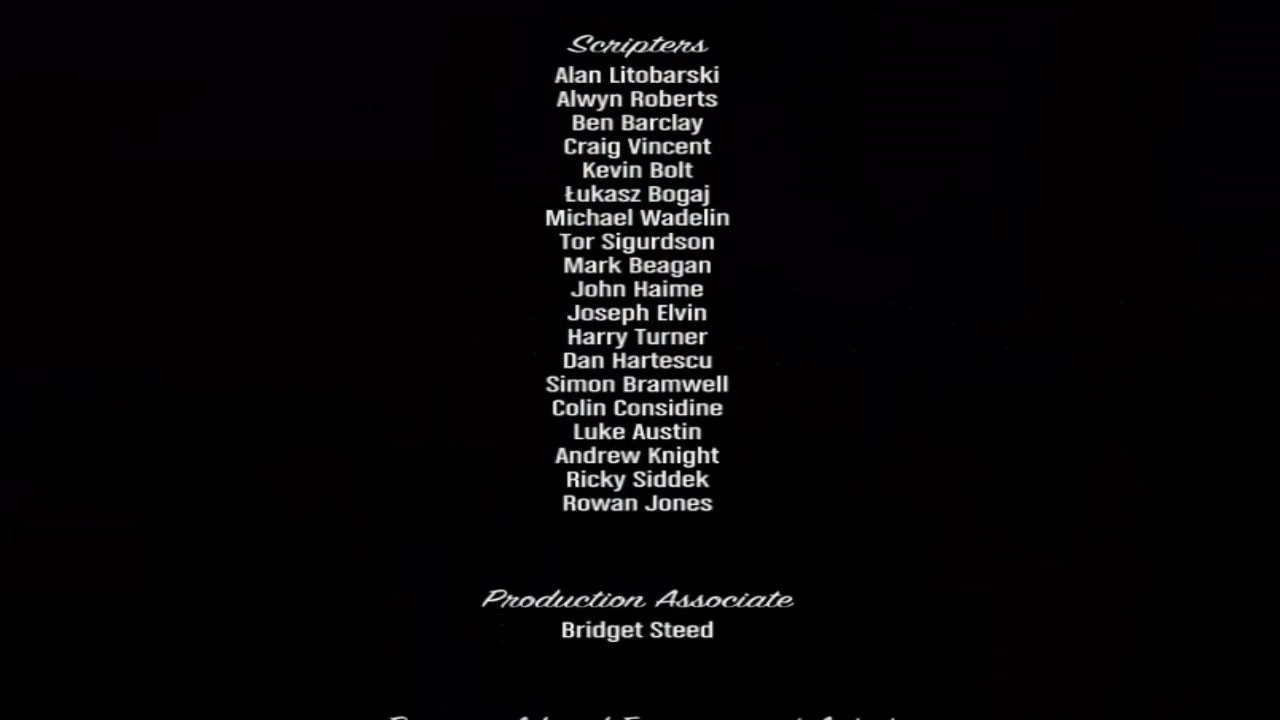 Scripters
Alan Litobarski
Alwyn Roberts
Ben Barclay
Craig Vincent
Kevin Bolt
Łukasz Bogaj
Michael Wadelin
Tor Sigurdson
Mark Beagan
John Haime
Joseph Elvin
Harry Turner
Dan Hartescu
Simon Bramwell
Colin Considine
Luke Austin
Andrew Knight
Ricky Siddek
Rowan Jones
Production Associate
Bridget Steed